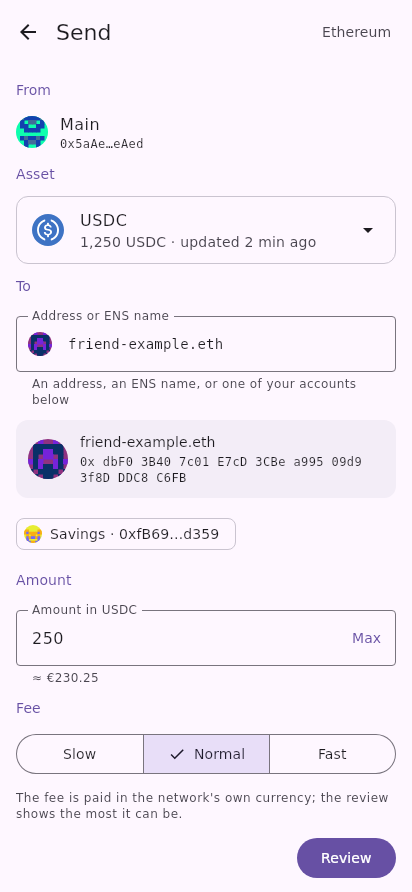 Send
Ethereum
From
Main
0x5aAe…eAed
Asset
USDC
1,250 USDC · updated 2 min ago
To
Address or ENS name
friend-example.eth
An address, an ENS name, or one of your accounts
below
friend-example.eth
0x dbF0 3B40 7c01 E7cD 3CBe a995 09d9
3f8D DDC8 C6FB
Savings · 0xfB69…d359
Amount
Amount in USDC
250
Max
≈ €230.25
Fee
Slow
Normal
Fast
The fee is paid in the network's own currency; the review
shows the most it can be.
Review